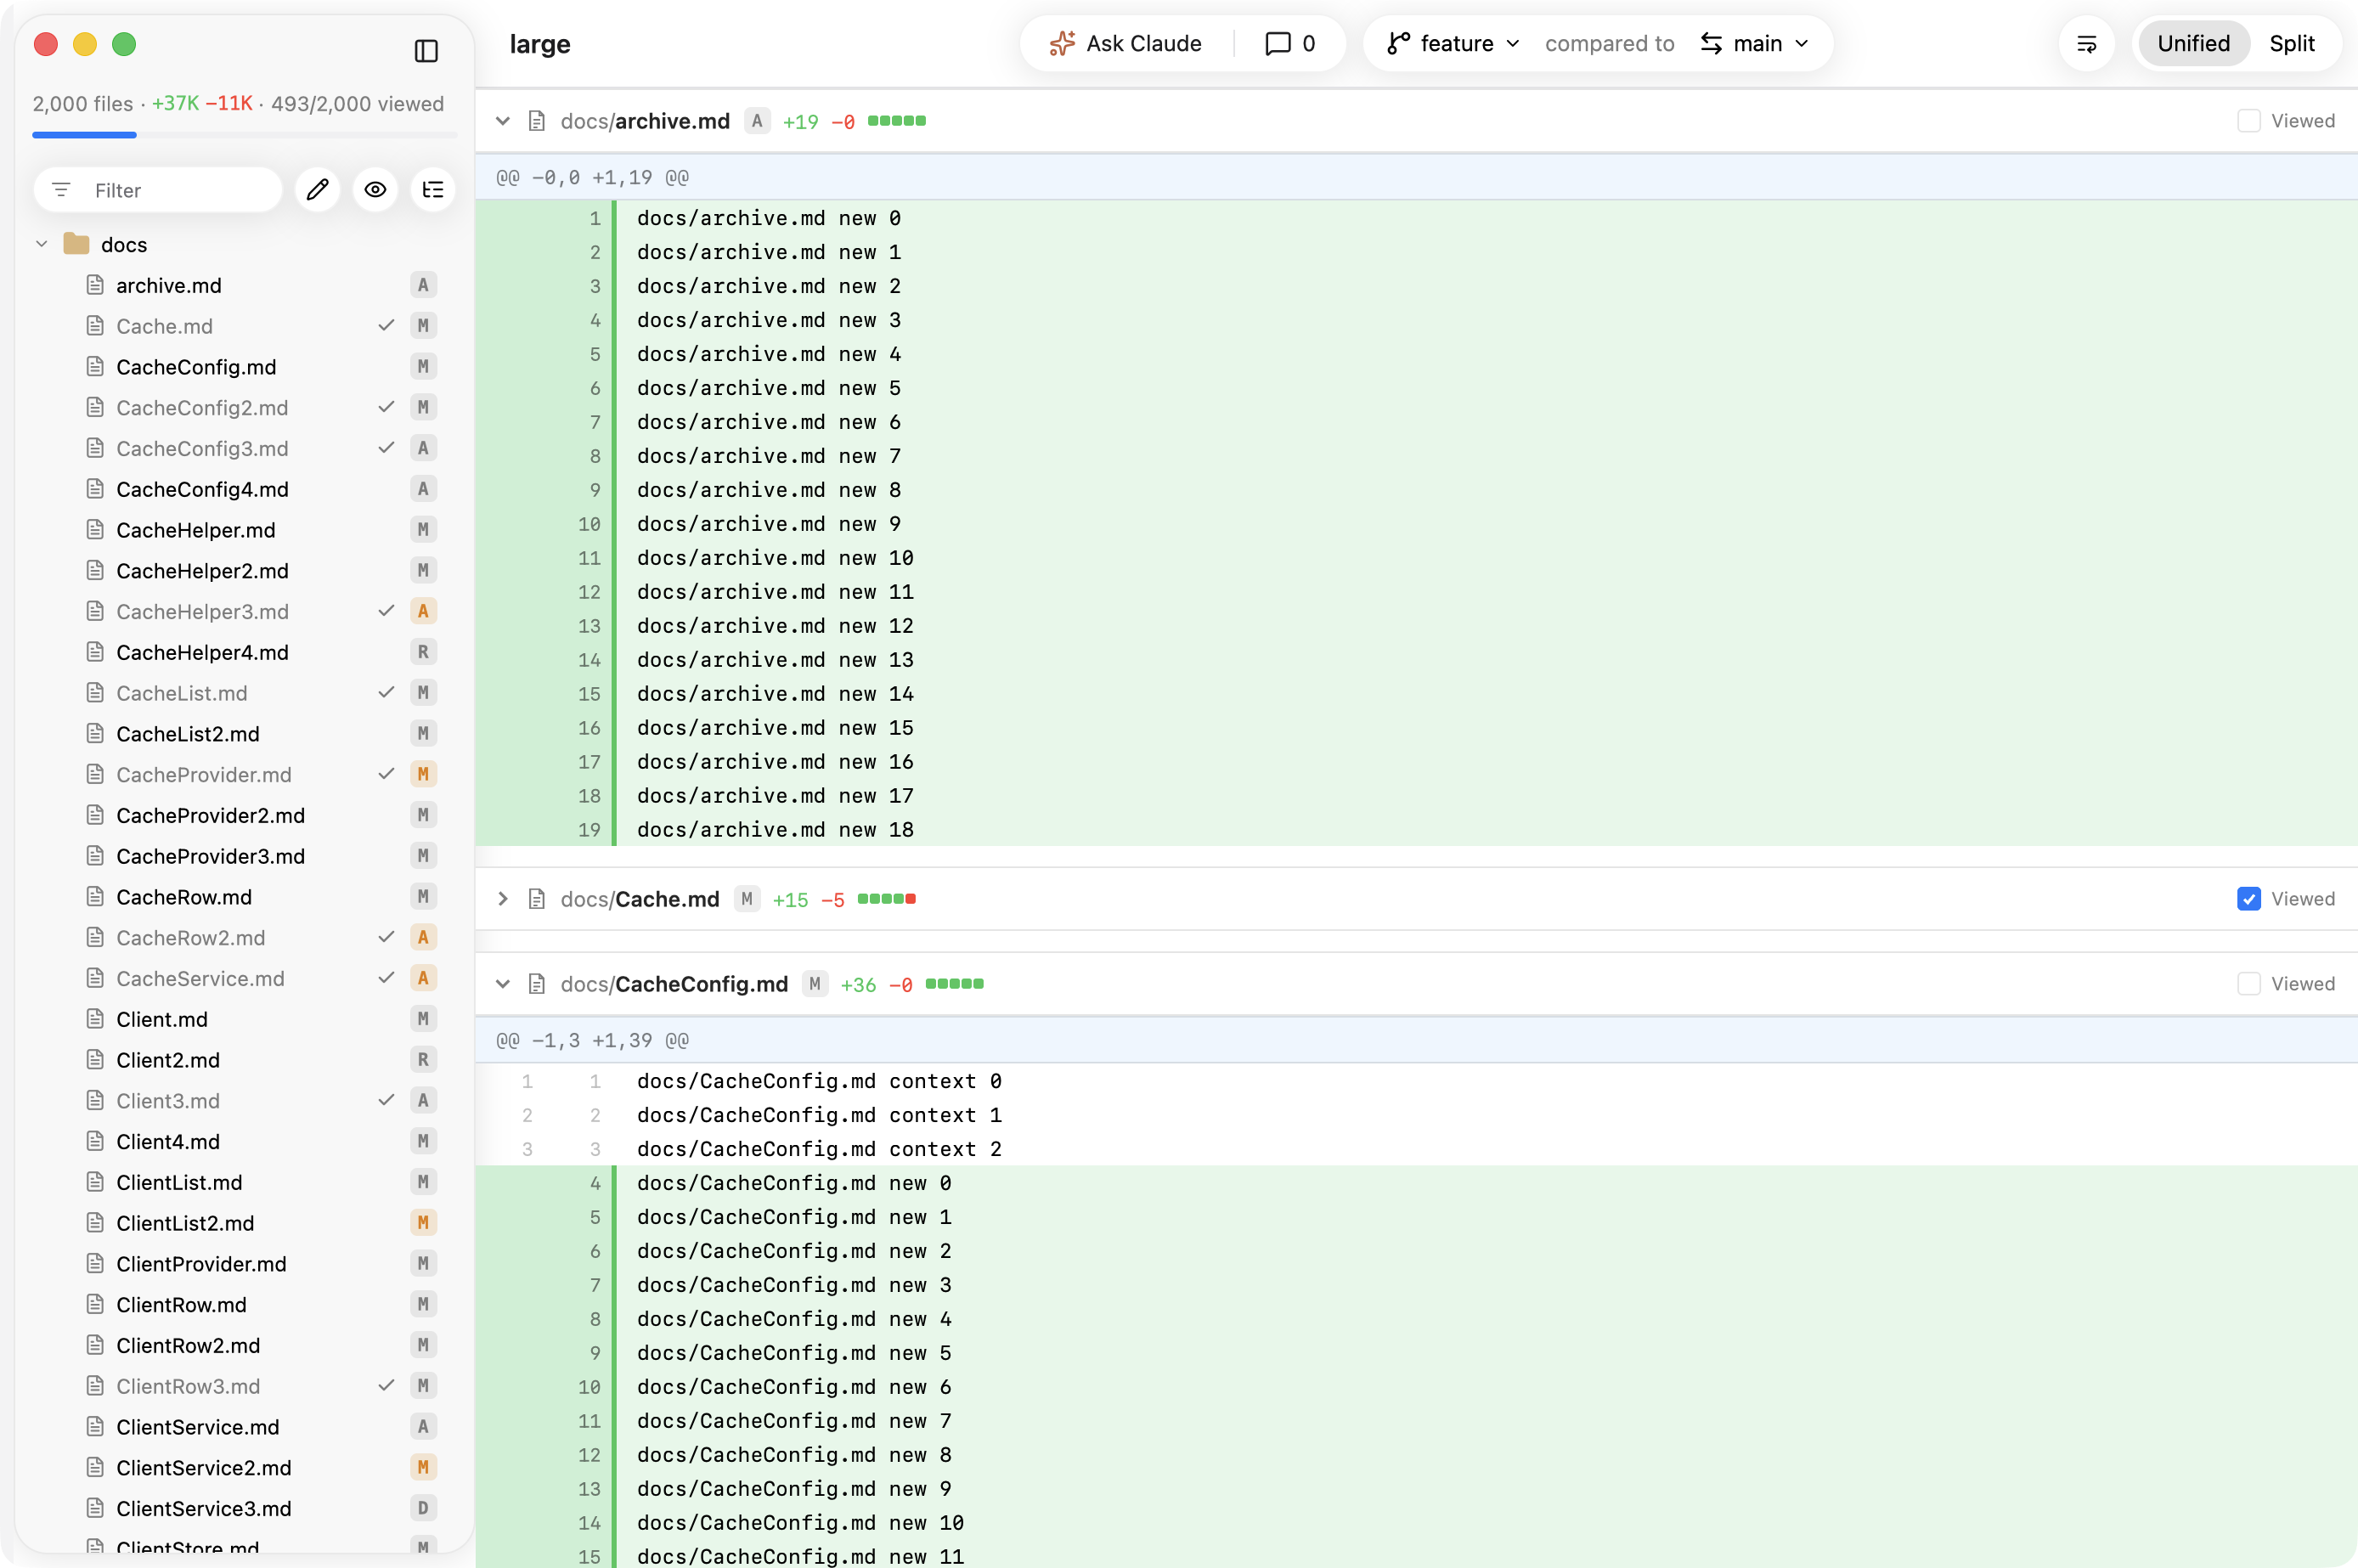 large
Ask Claude
0
feature
compared to
main
Unified
Split
2,000 files · +37K −11K · 493/2,000 viewed
Filter
docs
archive.md A
Cache.md M
CacheConfig.md M
CacheConfig2.md M
CacheConfig3.md A
CacheConfig4.md A
CacheHelper.md M
CacheHelper2.md M
CacheHelper3.md A
CacheHelper4.md R
CacheList.md M
CacheList2.md M
CacheProvider.md M
CacheProvider2.md M
CacheProvider3.md M
CacheRow.md M
CacheRow2.md A
CacheService.md A
Client.md M
Client2.md R
Client3.md A
Client4.md M
ClientList.md M
ClientList2.md M
ClientProvider.md M
ClientRow.md M
ClientRow2.md M
ClientRow3.md M
ClientService.md A
ClientService2.md M
ClientService3.md D
ClientStore.md M
docs/archive.md A +19 −0 Viewed
@@ −0,0 +1,19 @@
1 docs/archive.md new 0
2 docs/archive.md new 1
3 docs/archive.md new 2
4 docs/archive.md new 3
5 docs/archive.md new 4
6 docs/archive.md new 5
7 docs/archive.md new 6
8 docs/archive.md new 7
9 docs/archive.md new 8
10 docs/archive.md new 9
11 docs/archive.md new 10
12 docs/archive.md new 11
13 docs/archive.md new 12
14 docs/archive.md new 13
15 docs/archive.md new 14
16 docs/archive.md new 15
17 docs/archive.md new 16
18 docs/archive.md new 17
19 docs/archive.md new 18
docs/Cache.md M +15 −5 Viewed
docs/CacheConfig.md M +36 −0 Viewed
@@ −1,3 +1,39 @@
1 1 docs/CacheConfig.md context 0
2 2 docs/CacheConfig.md context 1
3 3 docs/CacheConfig.md context 2
4 docs/CacheConfig.md new 0
5 docs/CacheConfig.md new 1
6 docs/CacheConfig.md new 2
7 docs/CacheConfig.md new 3
8 docs/CacheConfig.md new 4
9 docs/CacheConfig.md new 5
10 docs/CacheConfig.md new 6
11 docs/CacheConfig.md new 7
12 docs/CacheConfig.md new 8
13 docs/CacheConfig.md new 9
14 docs/CacheConfig.md new 10
15 docs/CacheConfig.md new 11